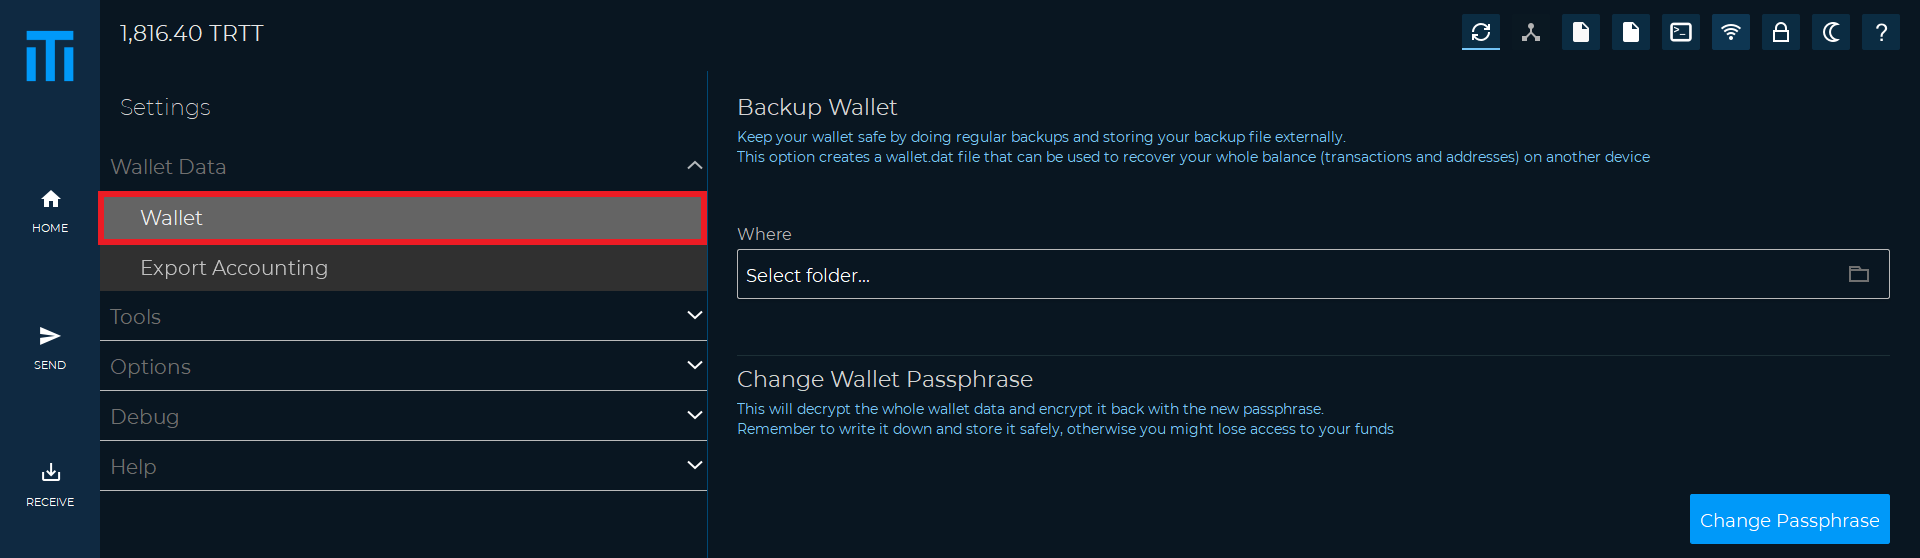 1,816.40 TRTT
Settings
Wallet Data
Wallet
Export Accounting
Tools
Options
Debug
Help
HOME
SEND
RECEIVE
Backup Wallet
Keep your wallet safe by doing regular backups and storing your backup file externally.
This option creates a wallet.dat file that can be used to recover your whole balance (transactions and addresses) on another device
Where
Select folder...
Change Wallet Passphrase
This will decrypt the whole wallet data and encrypt it back with the new passphrase.
Remember to write it down and store it safely, otherwise you might lose access to your funds
Change Passphrase